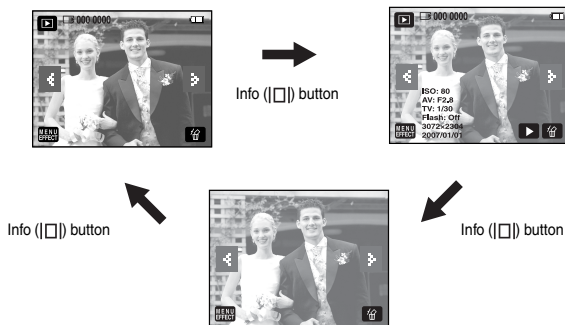 000 0000
MENU
EFFECT
Info (|□|) button
000 0000
ISO: 80
AV: F2.8
TV: 1/30
Flash: Off
3072×2304
2007/01/01
MENU
EFFECT
Info (|□|) button
Info (|□|) button
MENU
EFFECT